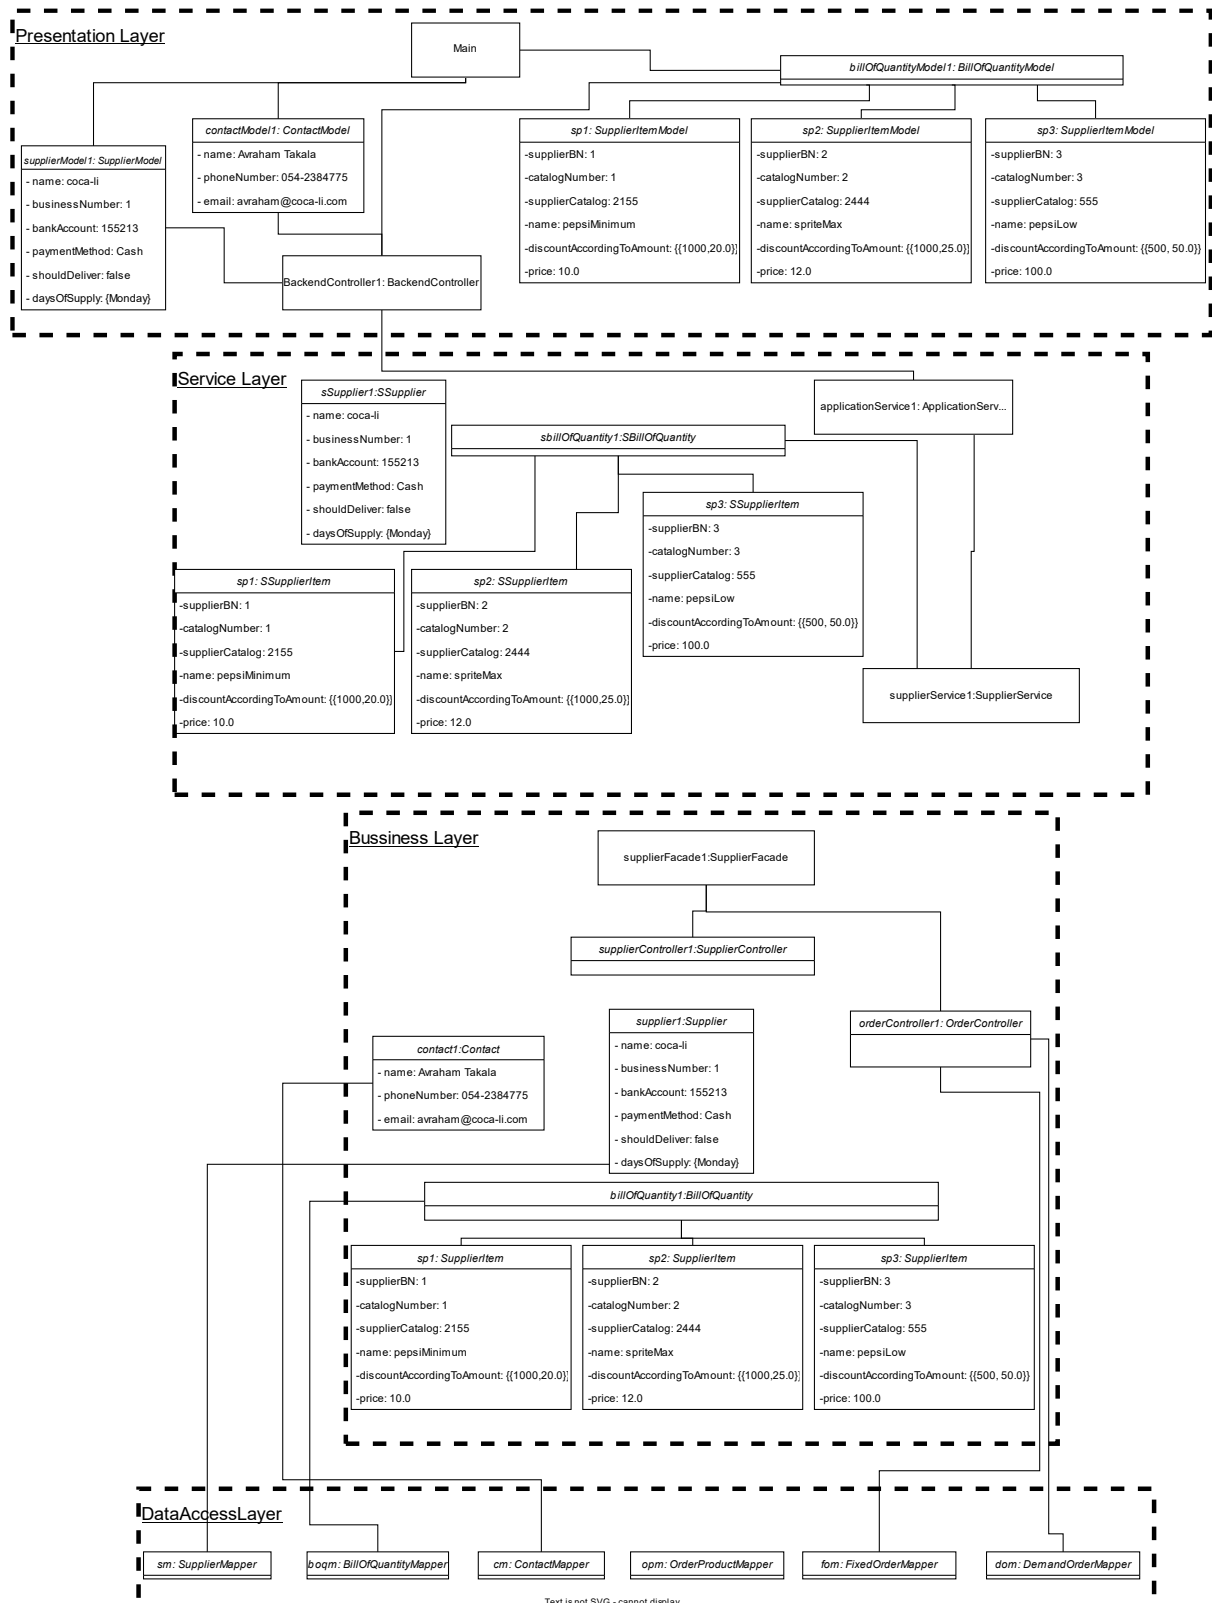 Presentation Layer
Main
billOfQuantityModel1: BillOfQuantityModel
supplierModel1: SupplierModel
- name: coca-li
- businessNumber: 1
- bankAccount: 155213
- paymentMethod: Cash
- shouldDeliver: false
- daysOfSupply: {Monday}
contactModel1: ContactModel
- name: Avraham Takala
- phoneNumber: 054-2384775
- email: avraham@coca-li.com
sp1: SupplierItemModel
-supplierBN: 1
-catalogNumber: 1
-supplierCatalog: 2155
-name: pepsiMinimum
-discountAccordingToAmount: {{1000,20.0}}
-price: 10.0
sp2: SupplierItemModel
-supplierBN: 2
-catalogNumber: 2
-supplierCatalog: 2444
-name: spriteMax
-discountAccordingToAmount: {{1000,25.0}}
-price: 12.0
sp3: SupplierItemModel
-supplierBN: 3
-catalogNumber: 3
-supplierCatalog: 555
-name: pepsiLow
-discountAccordingToAmount: {{500, 50.0}}
-price: 100.0
BackendController1: BackendController
Service Layer
sSupplier1:SSupplier
- name: coca-li
- businessNumber: 1
- bankAccount: 155213
- paymentMethod: Cash
- shouldDeliver: false
- daysOfSupply: {Monday}
sbillOfQuantity1:SBillOfQuantity
applicationService1: ApplicationServ...
sp3: SSupplierItem
-supplierBN: 3
-catalogNumber: 3
-supplierCatalog: 555
-name: pepsiLow
-discountAccordingToAmount: {{500, 50.0}}
-price: 100.0
sp1: SSupplierItem
-supplierBN: 1
-catalogNumber: 1
-supplierCatalog: 2155
-name: pepsiMinimum
-discountAccordingToAmount: {{1000,20.0}}
-price: 10.0
sp2: SSupplierItem
-supplierBN: 2
-catalogNumber: 2
-supplierCatalog: 2444
-name: spriteMax
-discountAccordingToAmount: {{1000,25.0}}
-price: 12.0
supplierService1:SupplierService
Bussiness Layer
supplierFacade1:SupplierFacade
supplierController1:SupplierController
orderController1: OrderController
supplier1:Supplier
- name: coca-li
- businessNumber: 1
- bankAccount: 155213
- paymentMethod: Cash
- shouldDeliver: false
- daysOfSupply: {Monday}
contact1:Contact
- name: Avraham Takala
- phoneNumber: 054-2384775
- email: avraham@coca-li.com
billOfQuantity1:BillOfQuantity
sp1: SupplierItem
-supplierBN: 1
-catalogNumber: 1
-supplierCatalog: 2155
-name: pepsiMinimum
-discountAccordingToAmount: {{1000,20.0}}
-price: 10.0
sp2: SupplierItem
-supplierBN: 2
-catalogNumber: 2
-supplierCatalog: 2444
-name: spriteMax
-discountAccordingToAmount: {{1000,25.0}}
-price: 12.0
sp3: SupplierItem
-supplierBN: 3
-catalogNumber: 3
-supplierCatalog: 555
-name: pepsiLow
-discountAccordingToAmount: {{500, 50.0}}
-price: 100.0
DataAccessLayer
sm: SupplierMapper
boqm: BillOfQuantityMapper
cm: ContactMapper
opm: OrderProductMapper
fom: FixedOrderMapper
dom: DemandOrderMapper
Text is not SVG - cannot display